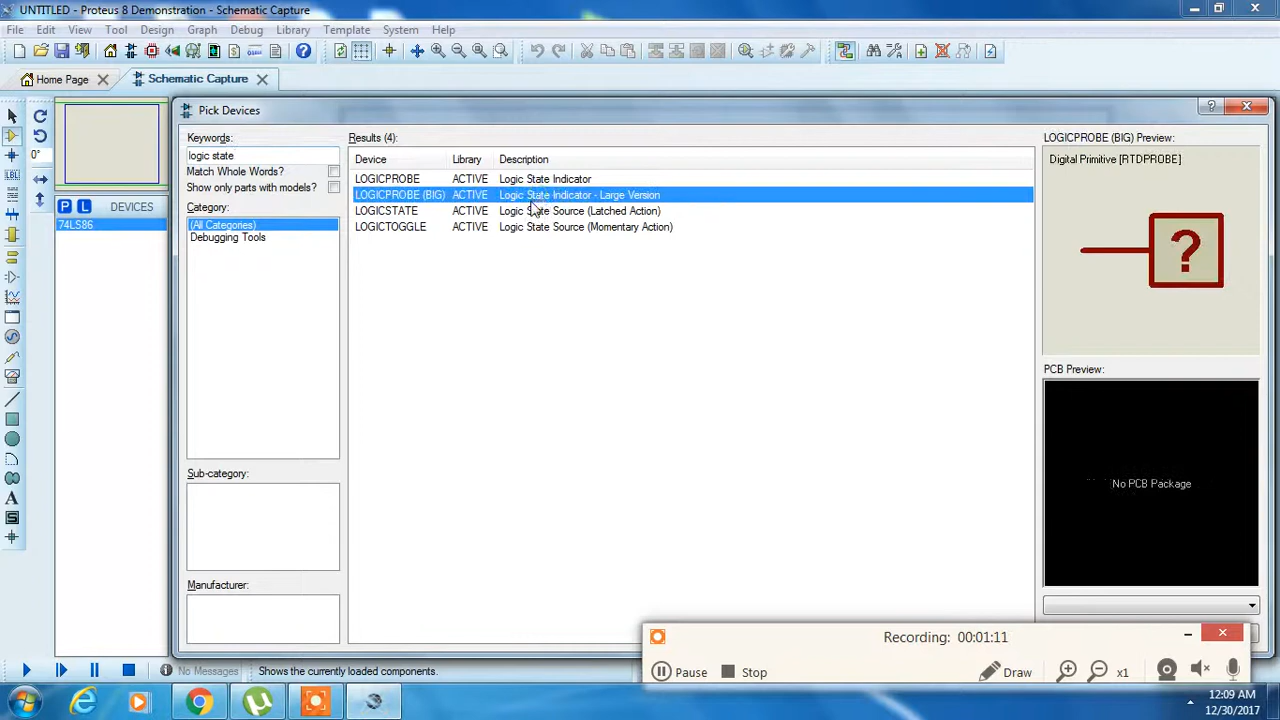 UNTITLED - Proteus 8 Demonstration - Schematic Capture
File Edit View Tool Design Graph Debug Library Template System Help
Home Page Schematic Capture
Pick Devices
Keywords:
logic state
Match Whole Words?
Show only parts with models?
Category:
(All Categories)
Debugging Tools
Sub-category:
Manufacturer:
Results (4):
Device Library Description
LOGICPROBE ACTIVE Logic State Indicator
LOGICPROBE (BIG) ACTIVE Logic State Indicator - Large Version
LOGICSTATE ACTIVE Logic State Source (Latched Action)
LOGICTOGGLE ACTIVE Logic State Source (Momentary Action)
LOGICPROBE (BIG) Preview:
Digital Primitive [RTDPROBE]
?
PCB Preview:
No PCB Package
0°
P L DEVICES
74LS86
LBL
A
S
No Messages
Shows the currently loaded components.
Recording: 00:01:11
Pause Stop Draw x1
12:09 AM
12/30/2017